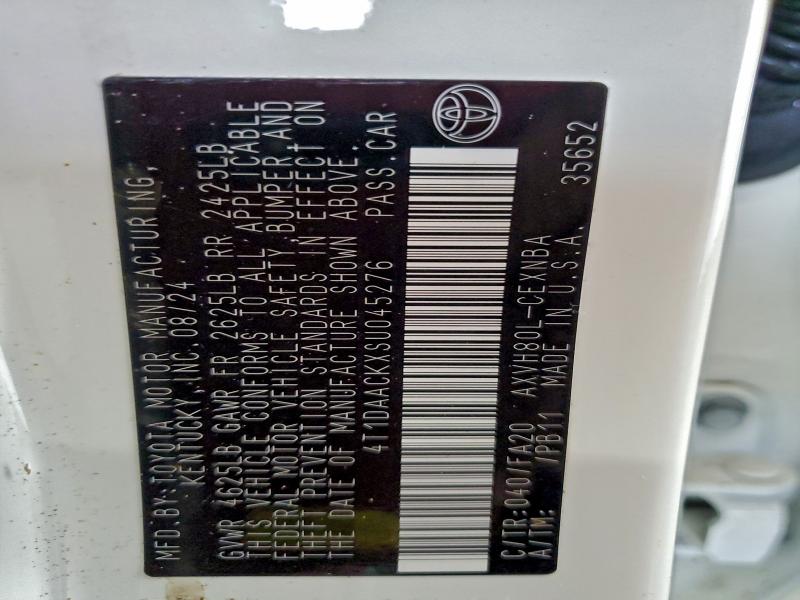 MFD.BY:TOYOTA MOTOR MANUFACTURING,
KENTUCKY, INC. 08/24
GVWR 4625LB GAWR FR 2625LB RR 2425LB
THIS VEHICLE CONFORMS TO ALL APPLICABLE
FEDERAL MOTOR VEHICLE SAFETY, BUMPER, AND
THEFT PREVENTION STANDARDS IN EFFECT ON
THE DATE OF MANUFACTURE SHOWN ABOVE.
4T1DAACKXSU045276 PASS.CAR
C/TR:040/FA20 AXVH80L-CEXNBA
A/TM: /PB11 MADE IN U.S.A. 35652